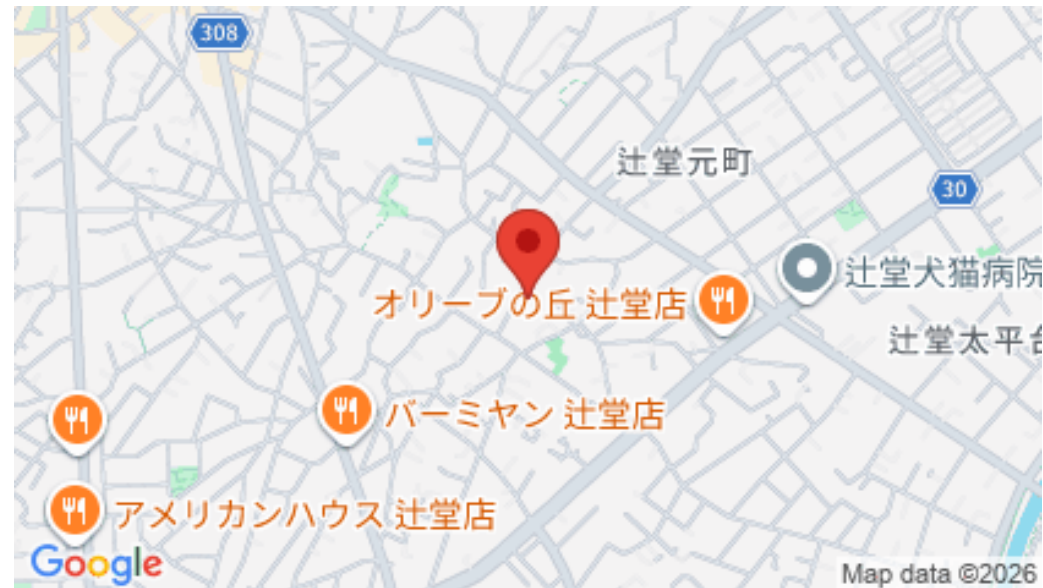 308
辻堂元町
30
辻堂犬猫病院
オリーブの丘 辻堂店
辻堂太平台
バーミヤン 辻堂店
アメリカンハウス 辻堂店
Google
Map data ©2026